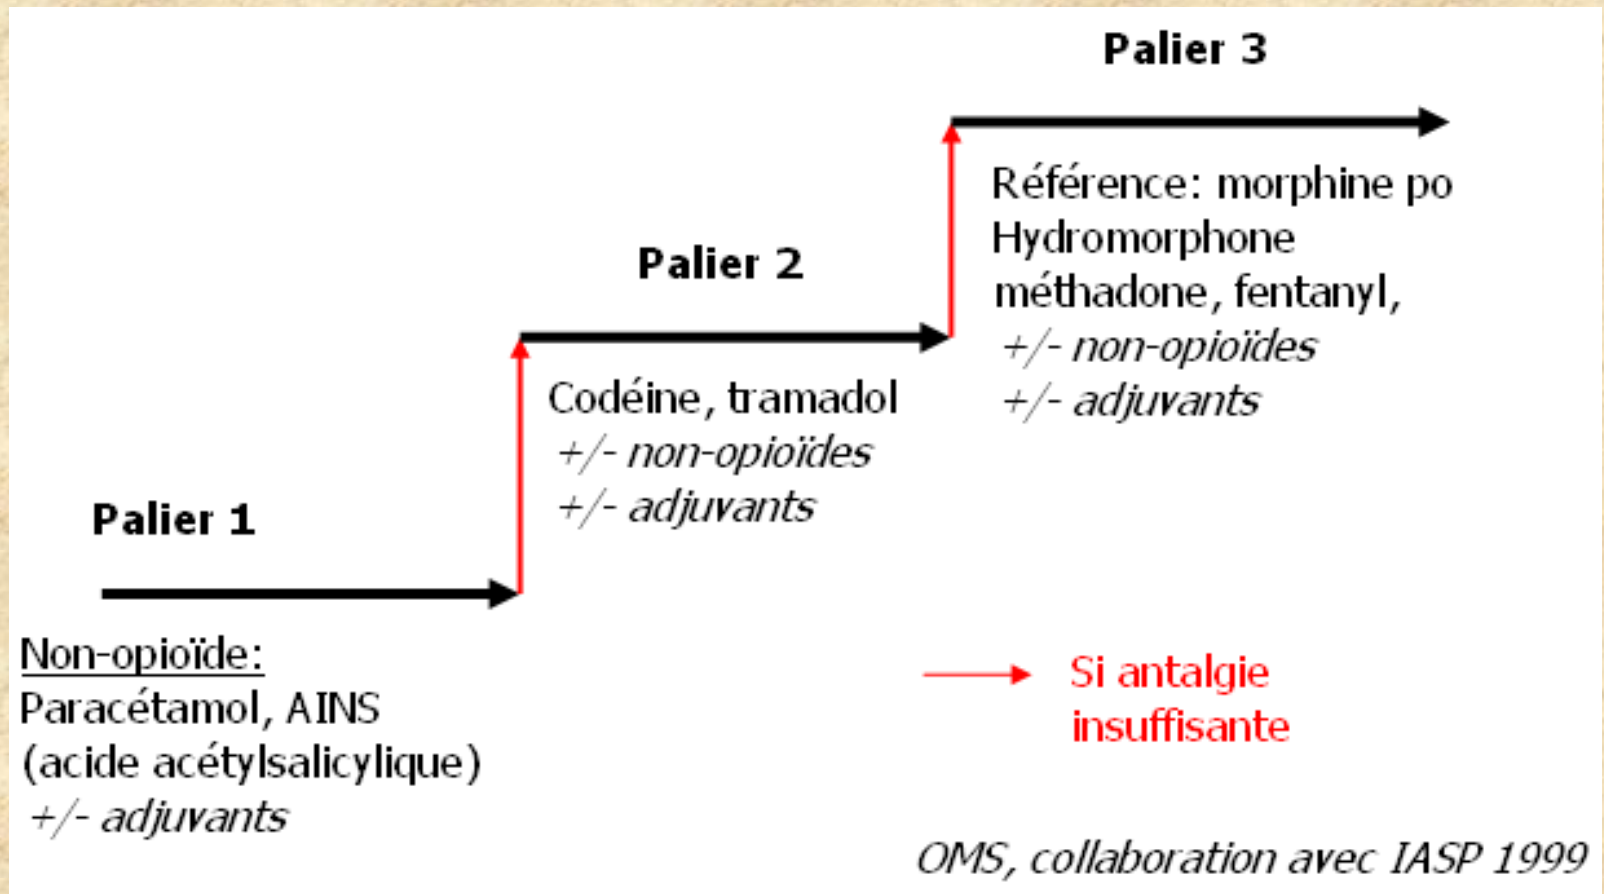 Palier 3
Référence: morphine po
Hydromorphone
méthadone, fentanyl,
+/- non-opioïdes
+/- adjuvants
Palier 2
Codéine, tramadol
+/- non-opioïdes
+/- adjuvants
Palier 1
Non-opioïde:
Paracétamol, AINS
(acide acétylsalicylique)
+/- adjuvants
Si antalgie
insuffisante
OMS, collaboration avec IASP 1999